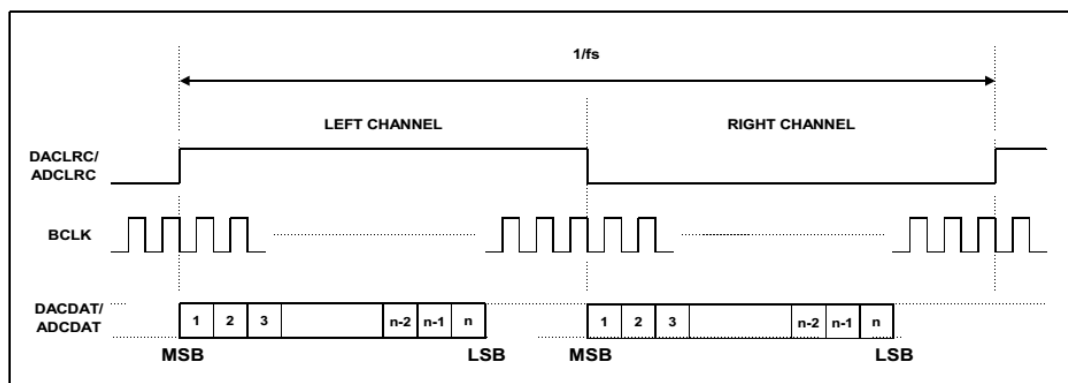 1/fs
LEFT CHANNEL RIGHT CHANNEL
DACLRC/
ADCLRC
BCLK
DACDAT/
ADCDAT
1 2 3 n-2 n-1 n 1 2 3 n-2 n-1 n
MSB LSB MSB LSB